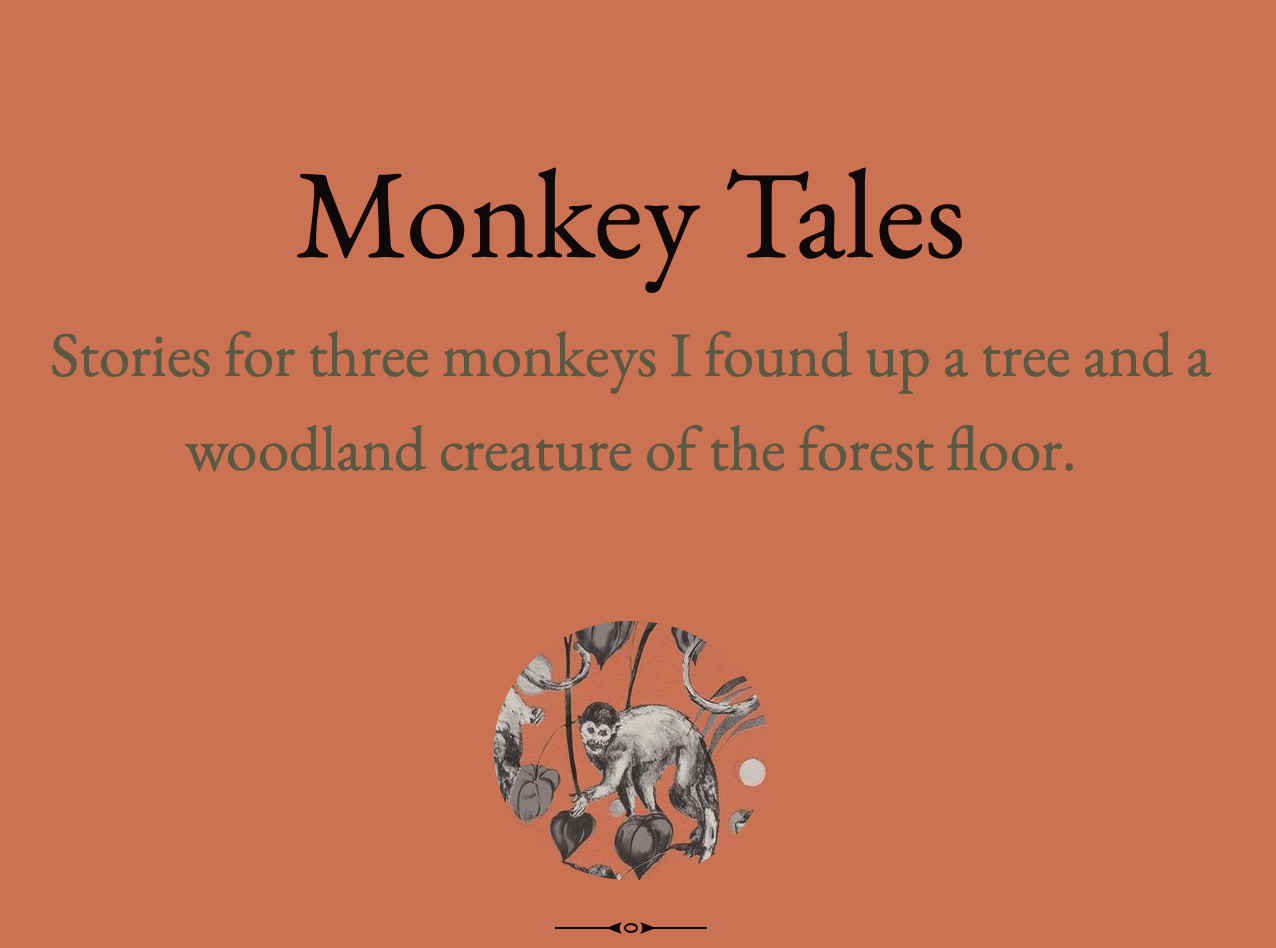 Monkey Tales
Stories for three monkeys I found up a tree and a
woodland creature of the forest floor.